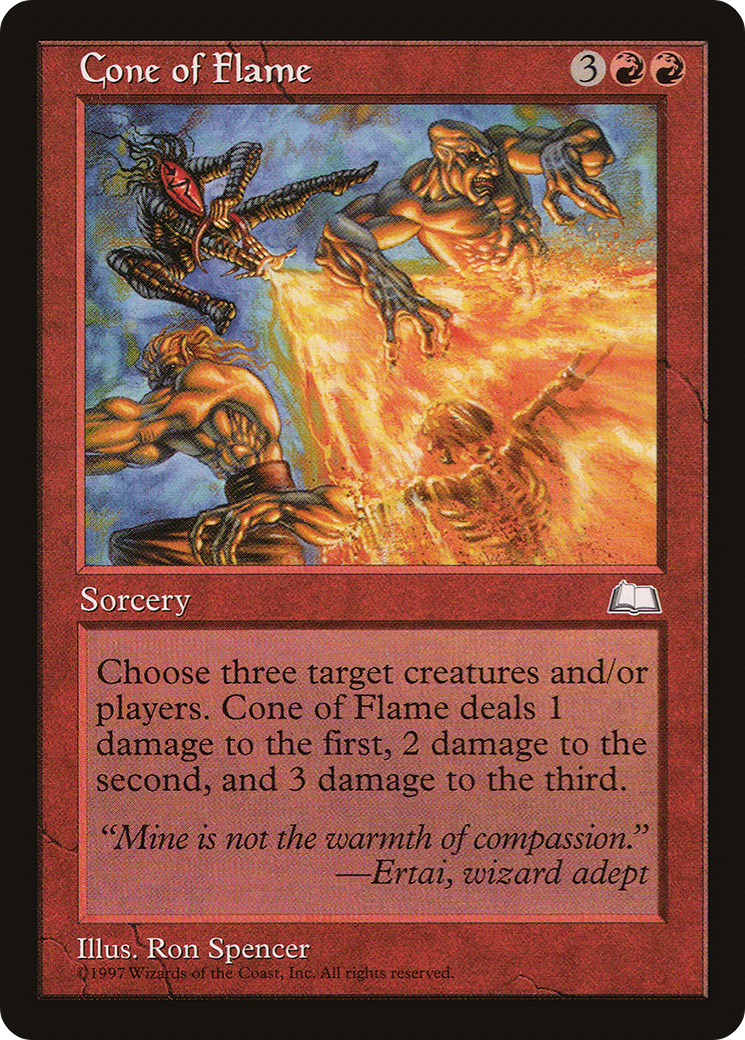 Cone of Flame
3
Sorcery
Choose three target creatures and/or
players. Cone of Flame deals 1
damage to the first, 2 damage to the
second, and 3 damage to the third.
“Mine is not the warmth of compassion.”
—Ertai, wizard adept
Illus. Ron Spencer
©1997 Wizards of the Coast, Inc. All rights reserved.